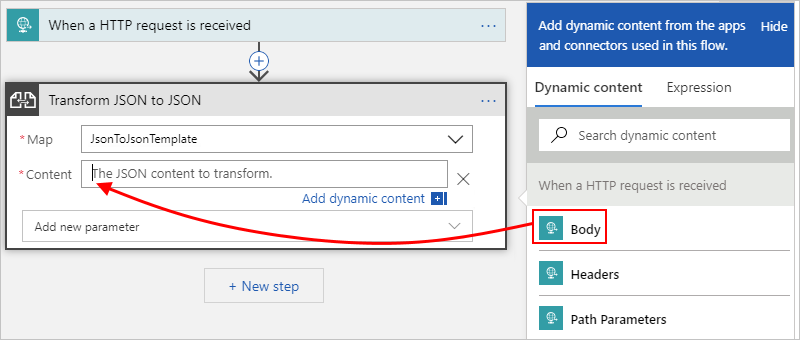 When a HTTP request is received
Transform JSON to JSON
* Map
JsonToJsonTemplate
* Content
The JSON content to transform.
Add dynamic content
Add new parameter
+ New step
Add dynamic content from the apps
and connectors used in this flow.
Hide
Dynamic content
Expression
Search dynamic content
When a HTTP request is received
Body
Headers
Path Parameters